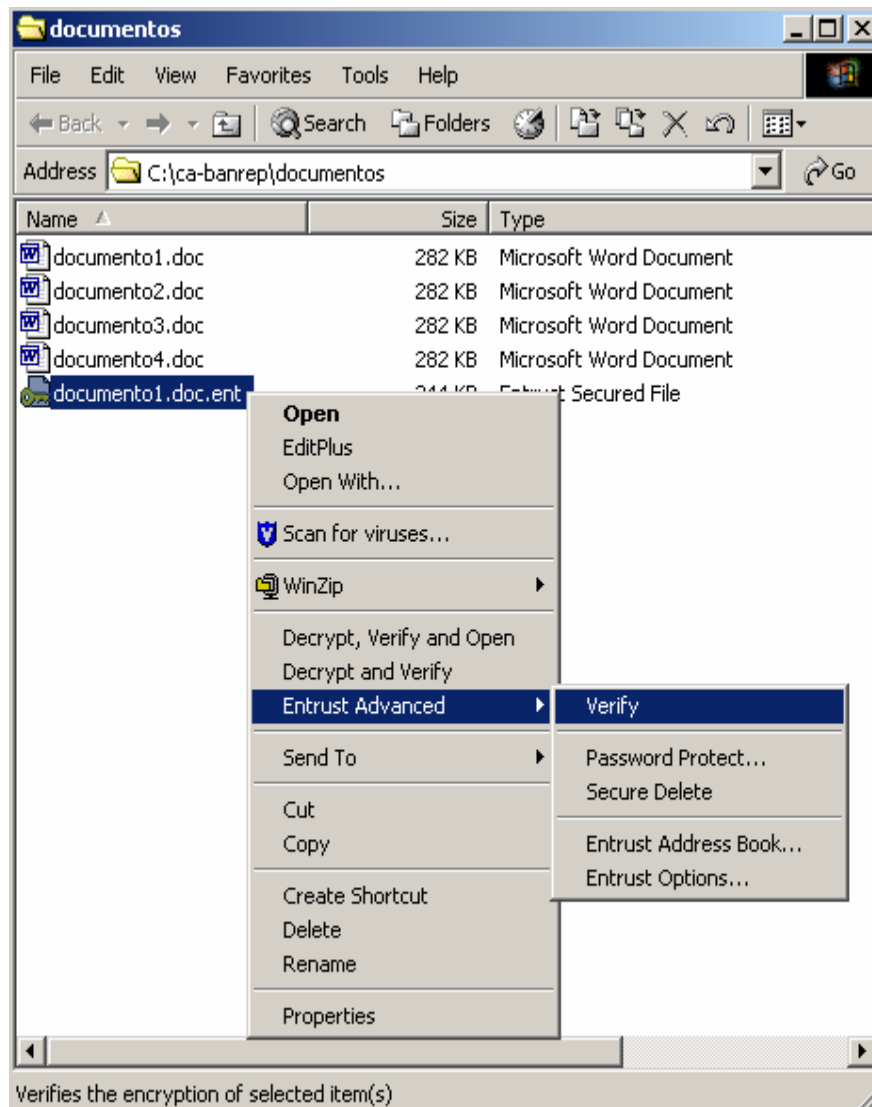 documentos
File Edit View Favorites Tools Help
Back Search Folders
Address C:\ca-banrep\documentos Go
Name Size Type
documento1.doc 282 KB Microsoft Word Document
documento2.doc 282 KB Microsoft Word Document
documento3.doc 282 KB Microsoft Word Document
documento4.doc 282 KB Microsoft Word Document
documento1.doc.ent Secured File
Open
EditPlus
Open With...
Scan for viruses...
WinZip
Decrypt, Verify and Open
Decrypt and Verify
Entrust Advanced
Send To
Cut
Copy
Create Shortcut
Delete
Rename
Properties
Verify
Password Protect...
Secure Delete
Entrust Address Book...
Entrust Options...
Verifies the encryption of selected item(s)